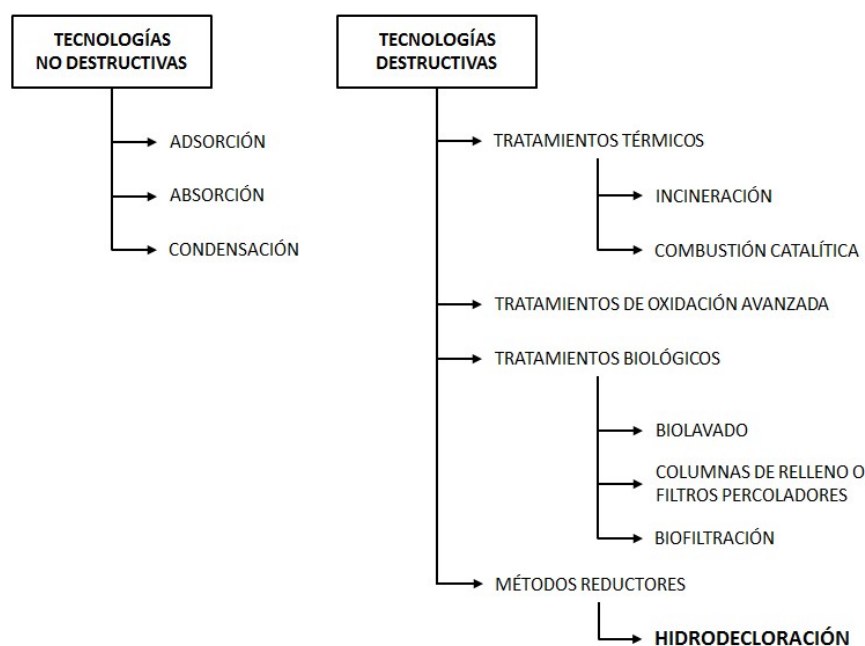 TECNOLOGÍAS
NO DESTRUCTIVAS
ADSORCIÓN
ABSORCIÓN
CONDENSACIÓN
TECNOLOGÍAS
DESTRUCTIVAS
TRATAMIENTOS TÉRMICOS
INCINERACIÓN
COMBUSTIÓN CATALÍTICA
TRATAMIENTOS DE OXIDACIÓN AVANZADA
TRATAMIENTOS BIOLÓGICOS
BIOLAVADO
COLUMNAS DE RELLENO O
FILTROS PERCOLADORES
BIOFILTRACIÓN
MÉTODOS REDUCTORES
HIDRODECLORACIÓN